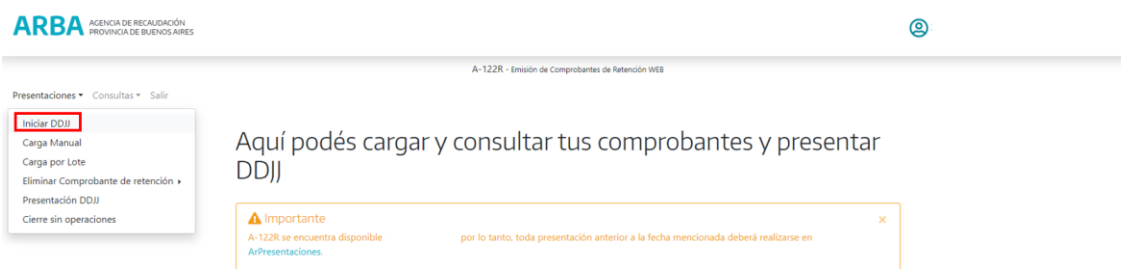 ARBA AGENCIA DE RECAUDACIÓN
PROVINCIA DE BUENOS AIRES
A-122R - Emisión de Comprobantes de Retención WEB
Presentaciones Consultas Salir
Iniciar DDJJ
Carga Manual
Carga por Lote
Eliminar Comprobante de retención
Presentación DDJJ
Cierre sin operaciones
Aquí podés cargar y consultar tus comprobantes y presentar
DDJJ
Importante ×
A-122R se encuentra disponible por lo tanto, toda presentación anterior a la fecha mencionada deberá realizarse en
ArPresentaciones.